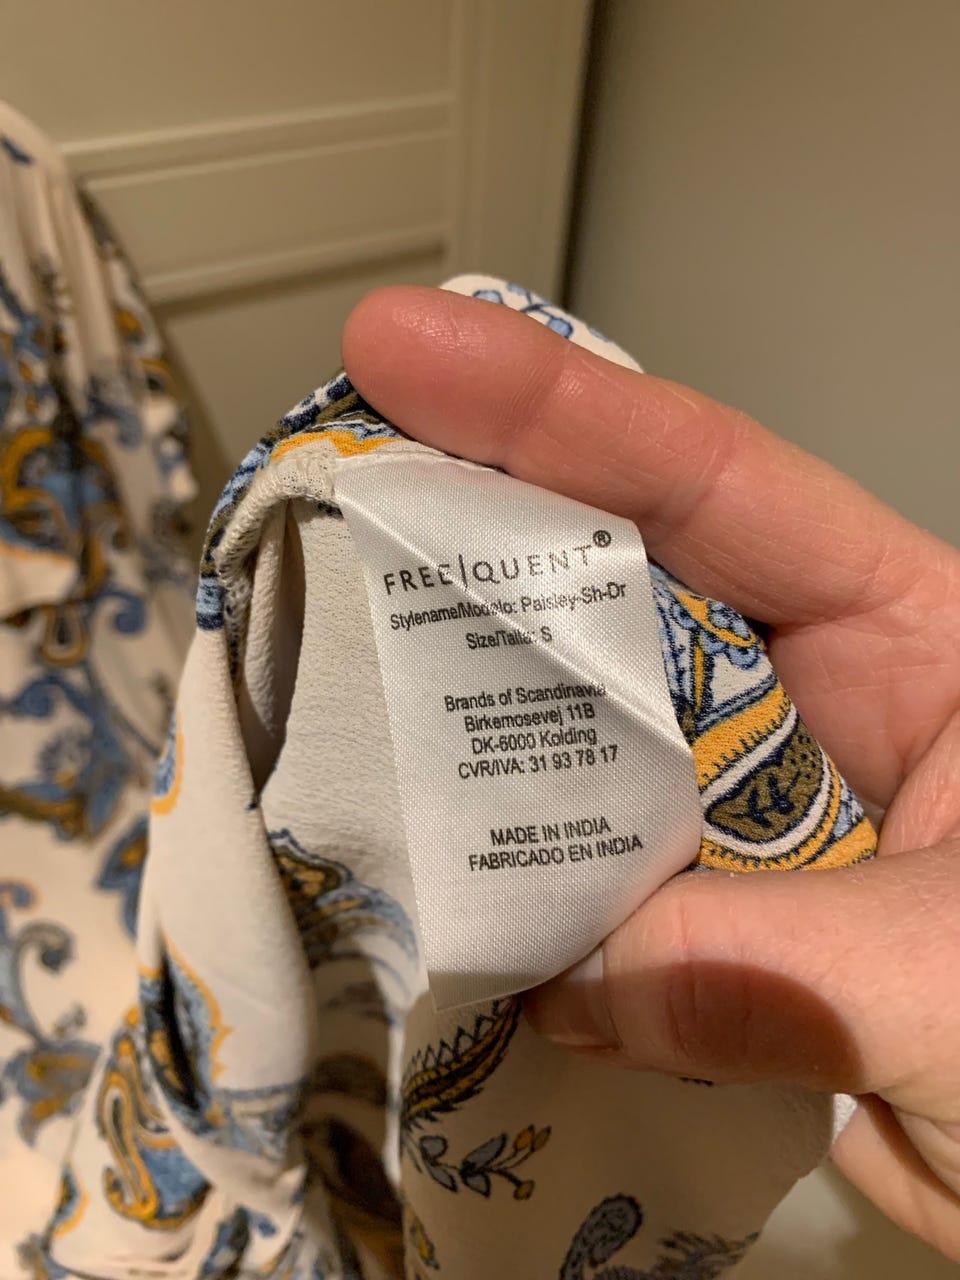 FREE|QUENT®
Stylename/Modelo: Paisley-Sh-Dr
Size/Talla: S
Brands of Scandinavia
Birkemosevej 11B
DK-6000 Kolding
CVR/IVA: 31 93 78 17
MADE IN INDIA
FABRICADO EN INDIA